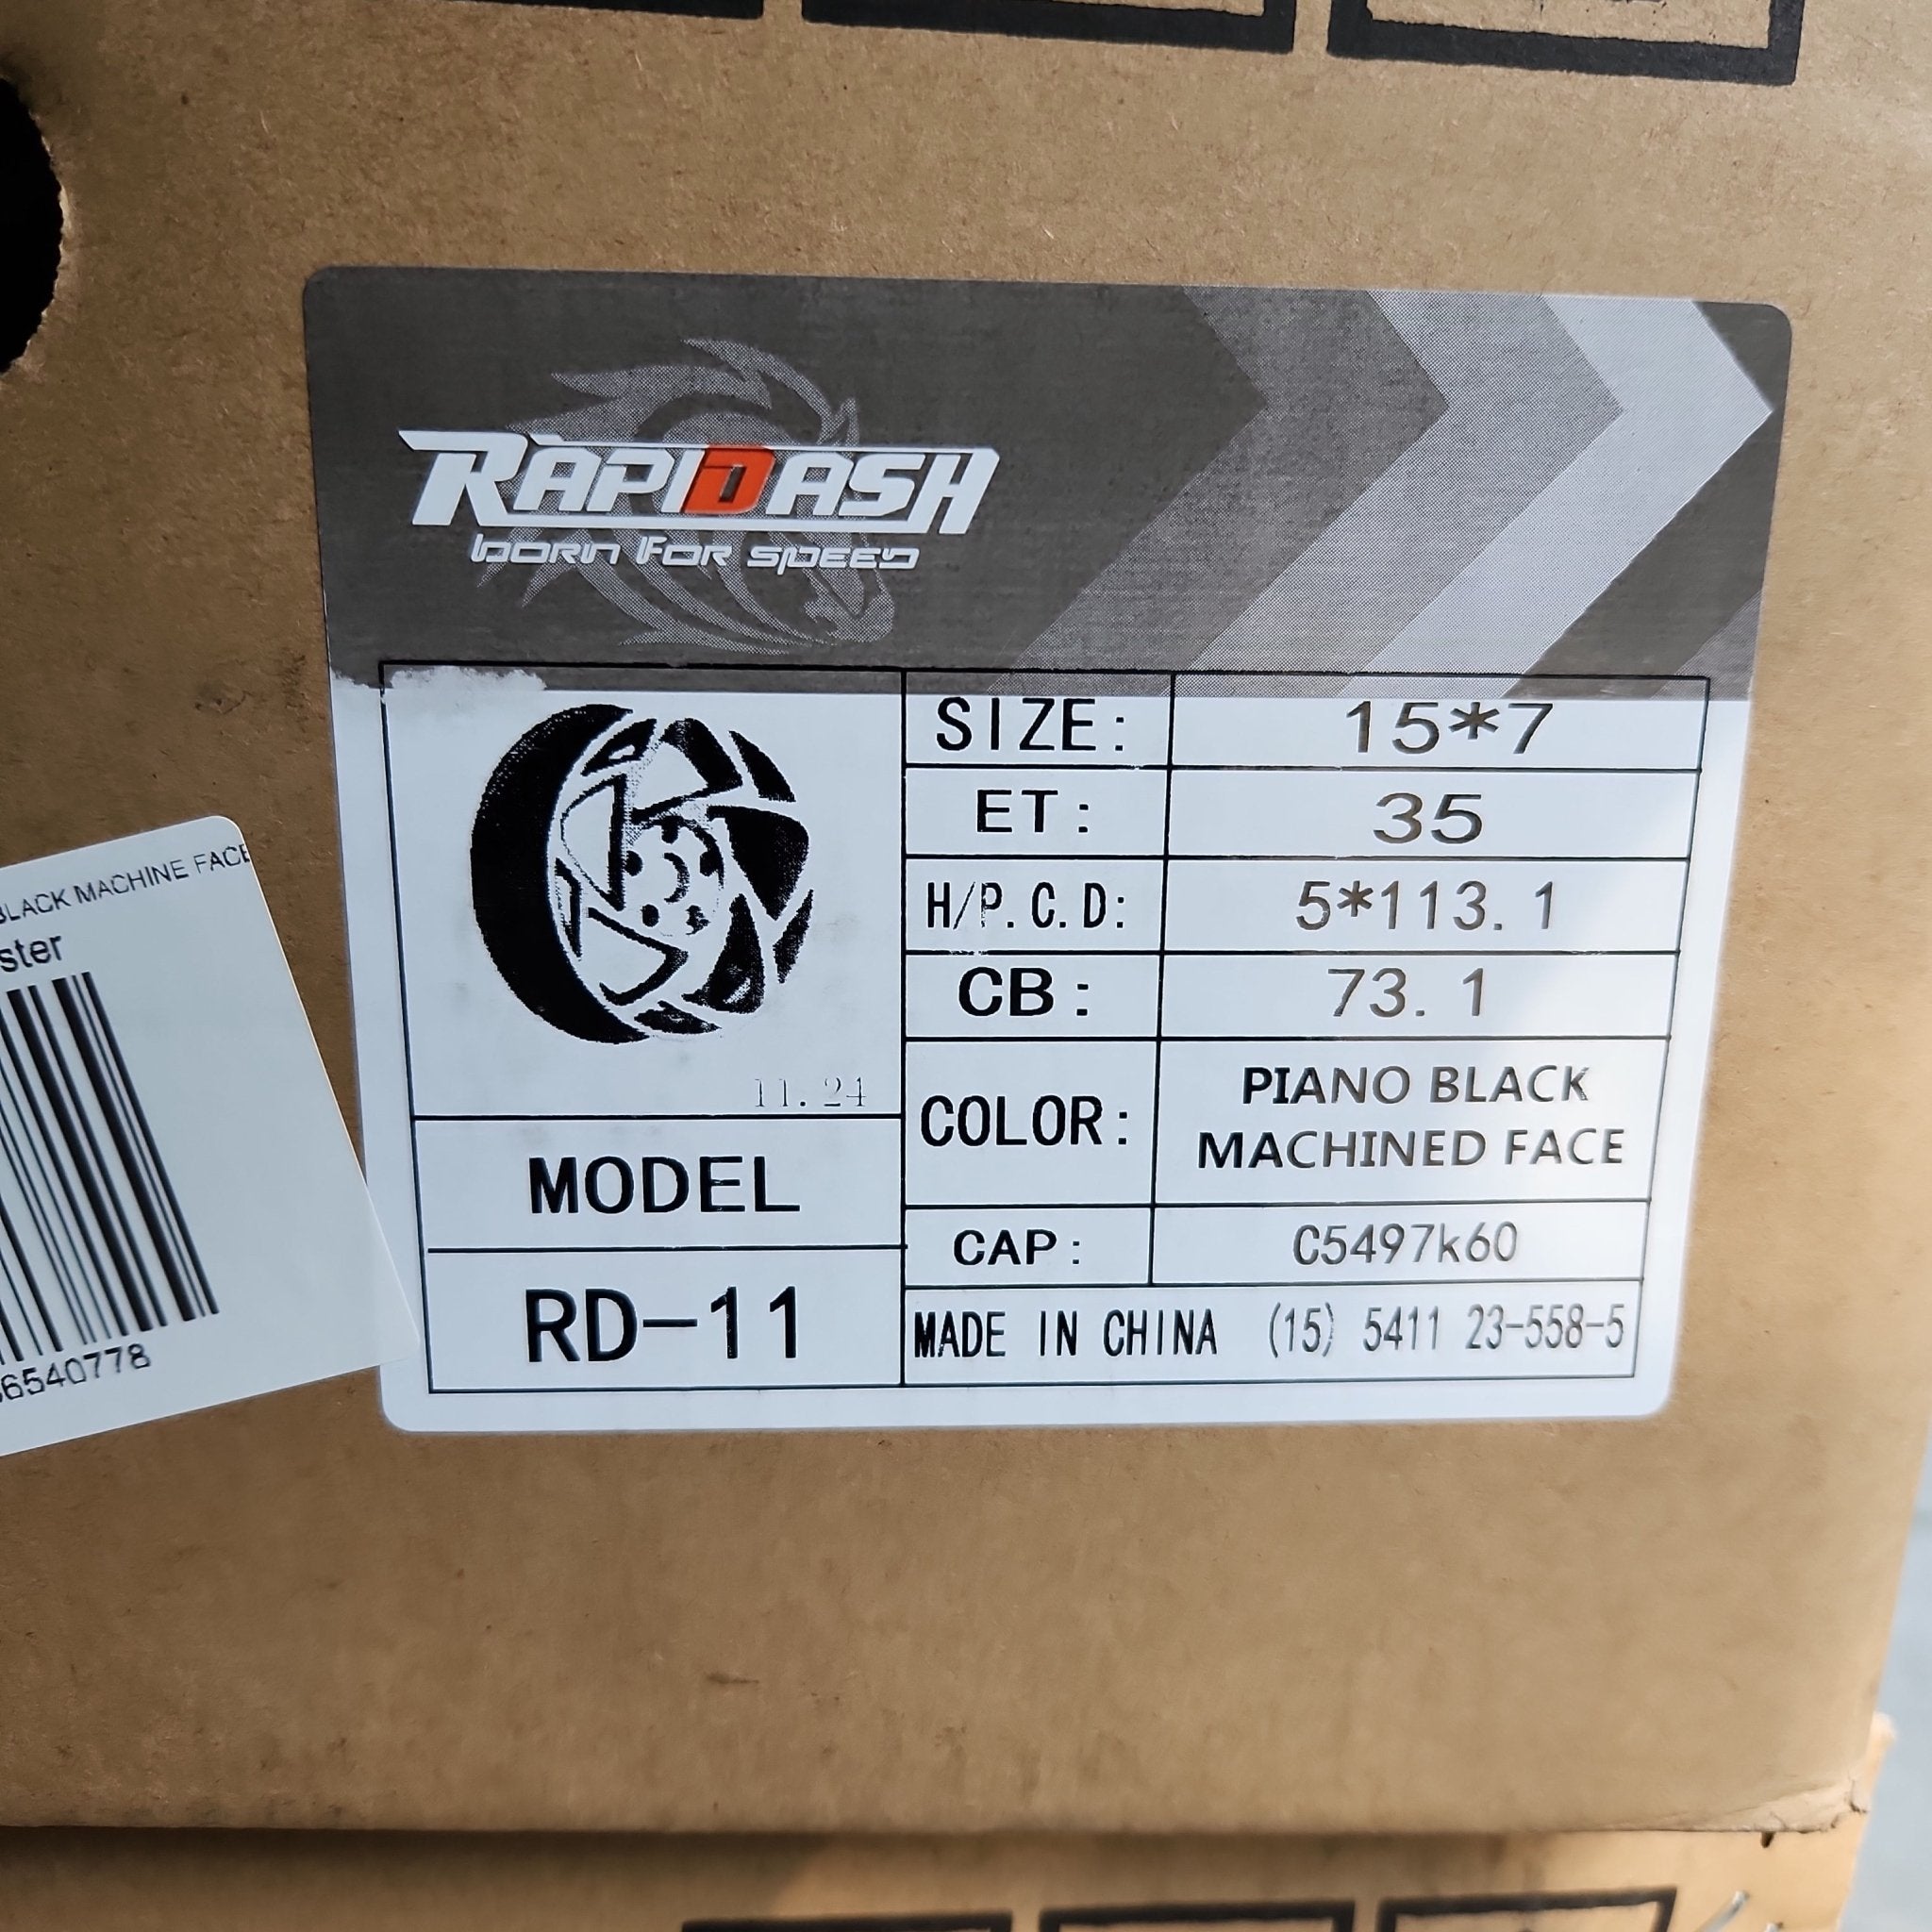 RAPIDASH
BORN FOR SPEED
SIZE: 15*7
ET: 35
H/P.C.D: 5*113.1
CB: 73.1
COLOR: PIANO BLACK
MACHINED FACE
CAP: C5497k60
MADE IN CHINA (15) 5411 23-558-5
11.24
MODEL
RD-11
BLACK MACHINE FACE
ster
6540778